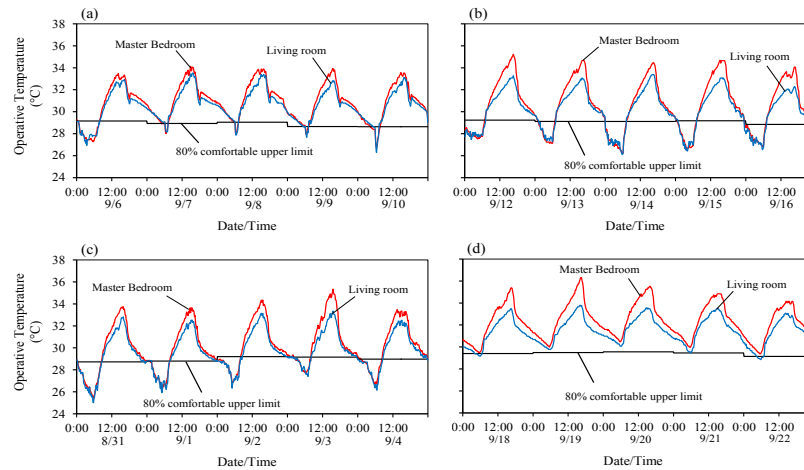 (a)
(b)
Operative Temperature
(°C)
38
36
34
32
30
28
26
24
Master Bedroom
Living room
80% comfortable upper limit
0:00 12:00 0:00 12:00 0:00 12:00 0:00 12:00 0:00 12:00
9/6 9/7 9/8 9/9 9/10
Date/Time
Master Bedroom
Living room
80% comfortable upper limit
0:00 12:00 0:00 12:00 0:00 12:00 0:00 12:00 0:00 12:00
9/12 9/13 9/14 9/15 9/16
Date/Time
(c)
(d)
Operative Temperature
(°C)
38
36
34
32
30
28
26
24
Master Bedroom
Living room
80% comfortable upper limit
0:00 12:00 0:00 12:00 0:00 12:00 0:00 12:00 0:00 12:00
8/31 9/1 9/2 9/3 9/4
Date/Time
Master Bedroom
Living room
80% comfortable upper limit
0:00 12:00 0:00 12:00 0:00 12:00 0:00 12:00 0:00 12:00
9/18 9/19 9/20 9/21 9/22
Date/Time